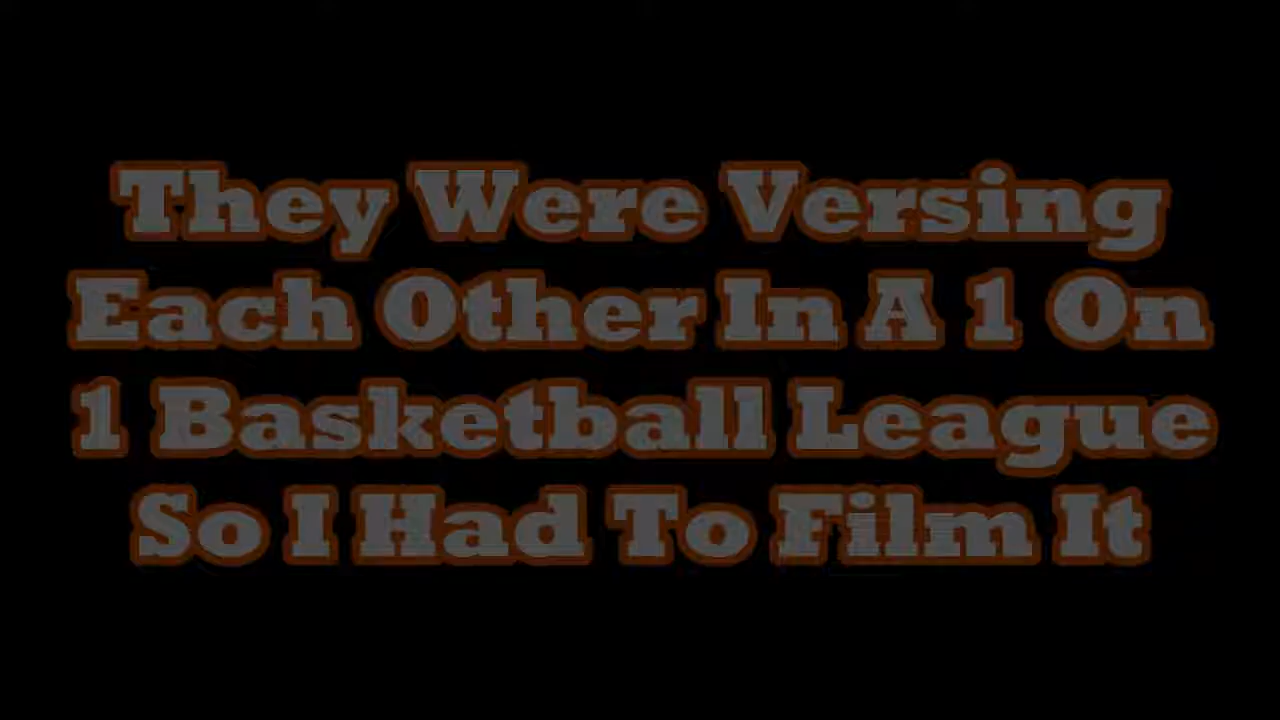 They Were Versing
Each Other In A 1 On
1 Basketball League
So I Had To Film It